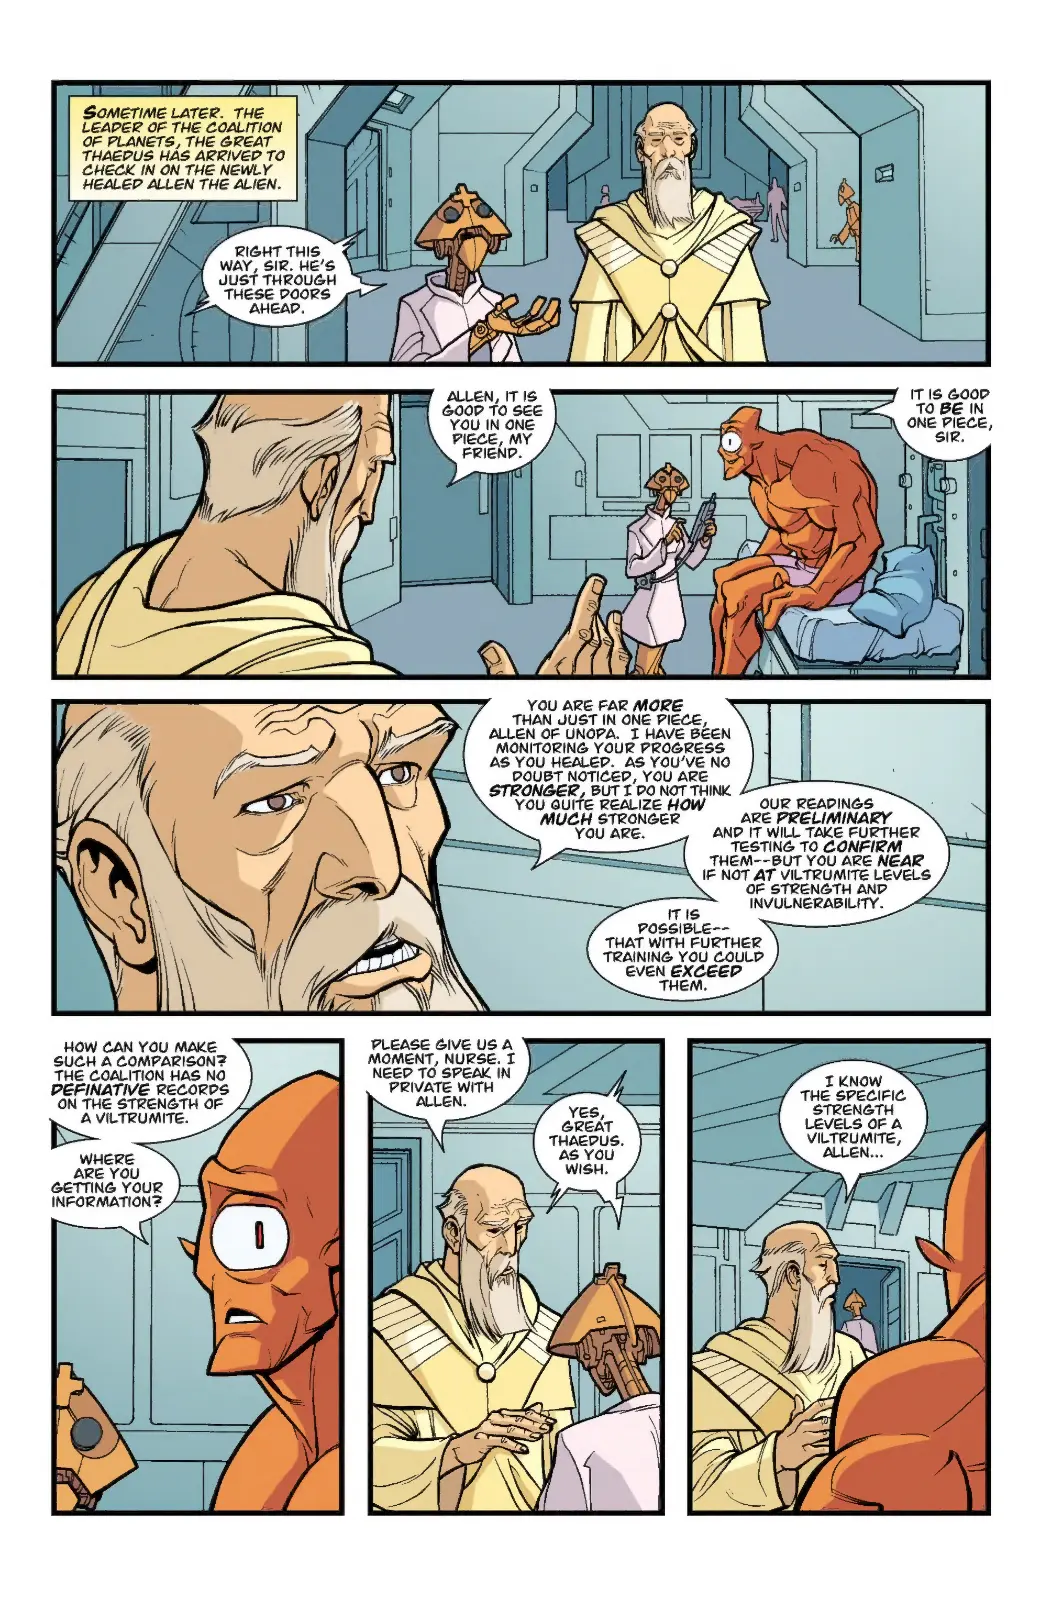 SOMETIME LATER. THE
LEADER OF THE COALITION
OF PLANETS, THE GREAT
THAEDUS HAS ARRIVED TO
CHECK IN ON THE NEWLY
HEALED ALLEN THE ALIEN.
RIGHT THIS
WAY, SIR. HE'S
JUST THROUGH
THESE DOORS
AHEAD.
ALLEN, IT IS
GOOD TO SEE
YOU IN ONE
PIECE, MY
FRIEND.
IT IS GOOD
TO BE IN
ONE PIECE,
SIR.
YOU ARE FAR MORE
THAN JUST IN ONE PIECE,
ALLEN OF UNOPA. I HAVE BEEN
MONITORING YOUR PROGRESS
AS YOU HEALED. AS YOU'VE NO
DOUBT NOTICED, YOU ARE
STRONGER, BUT I DO NOT THINK
YOU QUITE REALIZE HOW
MUCH STRONGER
YOU ARE.
OUR READINGS
ARE PRELIMINARY
AND IT WILL TAKE FURTHER
TESTING TO CONFIRM
THEM--BUT YOU ARE NEAR
IF NOT AT VILTRUMITE LEVELS
OF STRENGTH AND
INVULNERABILITY.
IT IS
POSSIBLE--
THAT WITH FURTHER
TRAINING YOU COULD
EVEN EXCEED
THEM.
HOW CAN YOU MAKE
SUCH A COMPARISON?
THE COALITION HAS NO
DEFINATIVE RECORDS
ON THE STRENGTH OF
A VILTRUMITE.
WHERE
ARE YOU
GETTING YOUR
INFORMATION?
PLEASE GIVE US A
MOMENT, NURSE. I
NEED TO SPEAK IN
PRIVATE WITH
ALLEN.
YES,
GREAT
THAEDUS.
AS YOU
WISH.
I KNOW
THE SPECIFIC
STRENGTH
LEVELS OF A
VILTRUMITE,
ALLEN...